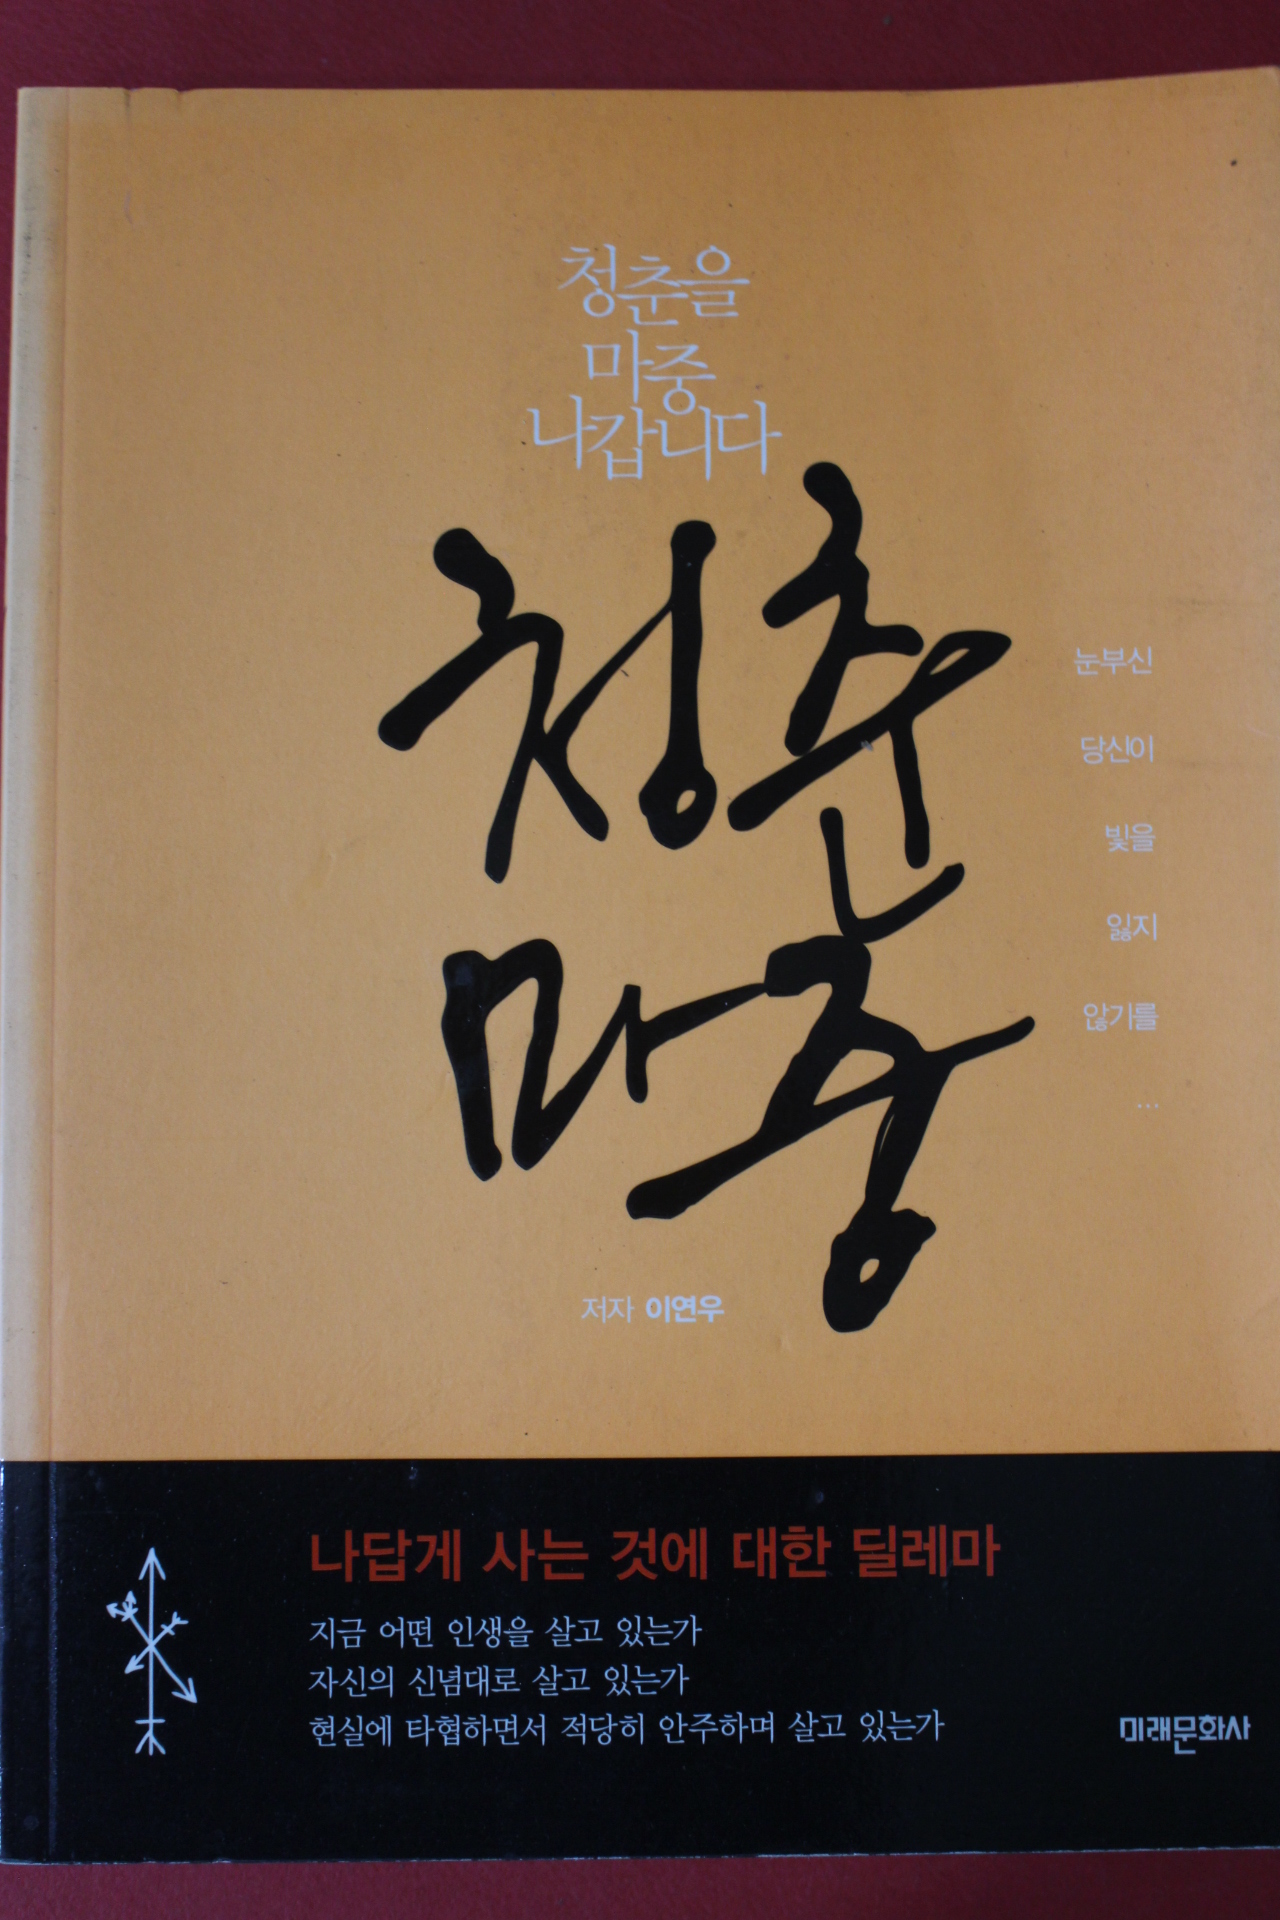 청춘을
마중
나갑니다
청춘
마중
눈부신
당신이
빛을
잃지
않기를
...
저자 이연우
나답게 사는 것에 대한 딜레마
지금 어떤 인생을 살고 있는가
자신의 신념대로 살고 있는가
현실에 타협하면서 적당히 안주하며 살고 있는가
미래문화사